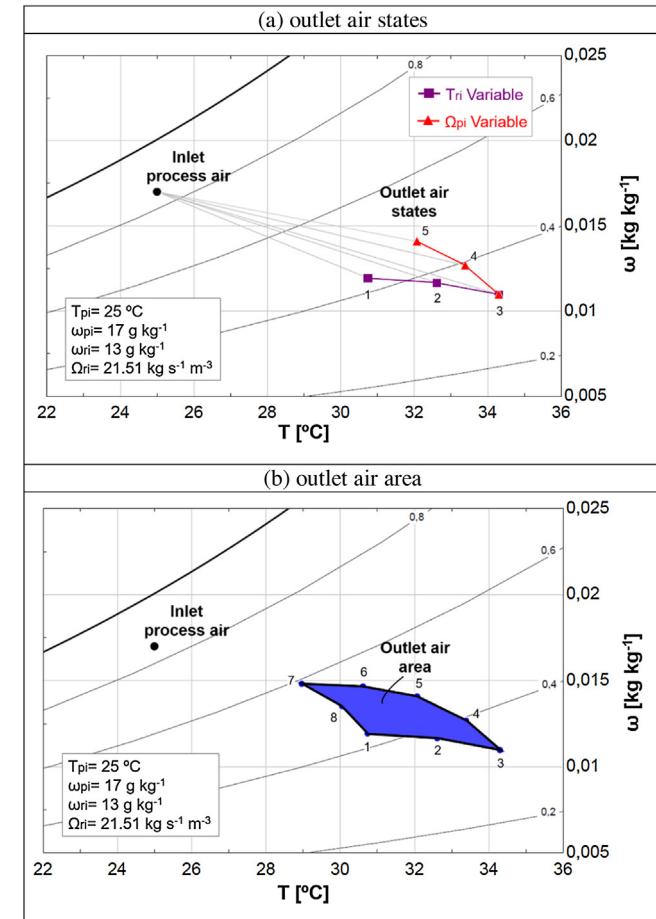 (a) outlet air states
0,025
0,8
Tri Variable
Ωpi Variable
0,6
0,02
Inlet
process air
Outlet air
states
5
0,4
0,015
4
1
2
3
0,01
Tpi= 25 ºC
ωpi= 17 g kg-1
ωri= 13 g kg-1
Ωri= 21.51 kg s-1 m-3
0,2
0,005
22 24 26 28 30 32 34 36
T [ºC]
ω [kg kg-1]
(b) outlet air area
0,025
0,8
0,6
0,02
Inlet
process air
Outlet air
area
7
6
5
0,4
0,015
8
4
1
2
3
0,01
Tpi= 25 ºC
ωpi= 17 g kg-1
ωri= 13 g kg-1
Ωri= 21.51 kg s-1 m-3
0,2
0,005
22 24 26 28 30 32 34 36
T [ºC]
ω [kg kg-1]